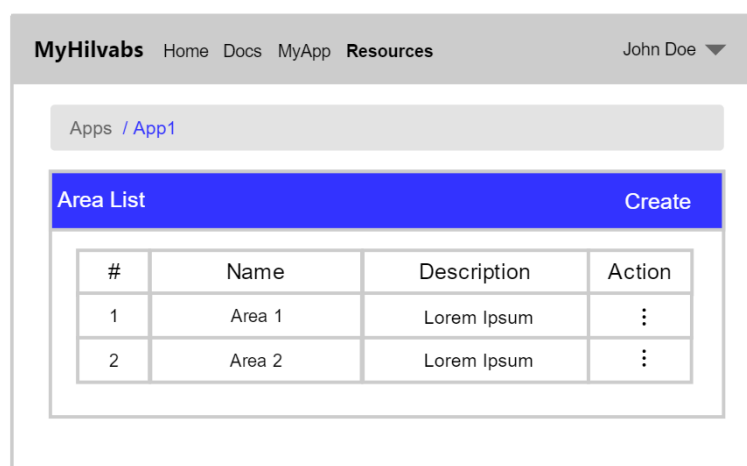 MyHilvabs Home Docs MyApp Resources John Doe
Apps / App1
Area List Create
# Name Description Action
1 Area 1 Lorem Ipsum
2 Area 2 Lorem Ipsum